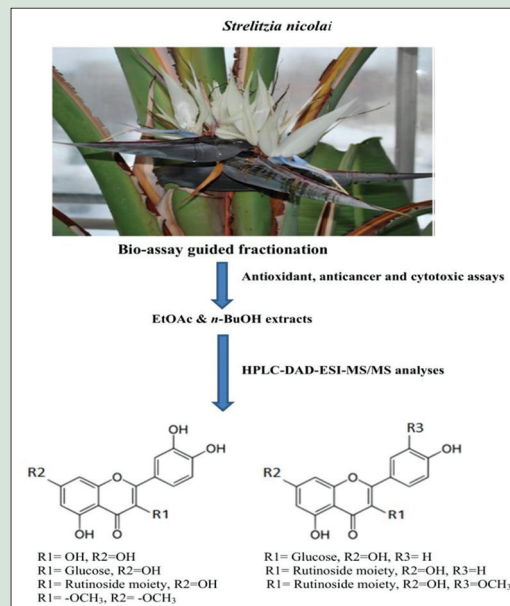 Strelitzia nicolai
Bio-assay guided fractionation
Antioxidant, anticancer and cytotoxic assays
EtOAc & n-BuOH extracts
HPLC-DAD-ESI-MS/MS analyses
OH
OH
R2
O
R1
OH
O
R1= OH, R2=OH
R1= Glucose, R2=OH
R1= Rutinoside moiety, R2=OH
R1= -OCH₃, R2= -OCH₃
R3
OH
R2
O
R1
OH
O
R1= Glucose, R2=OH, R3= H
R1= Rutinoside moiety, R2=OH, R3=H
R1= Rutinoside moiety, R2=OH, R3=OCH₃